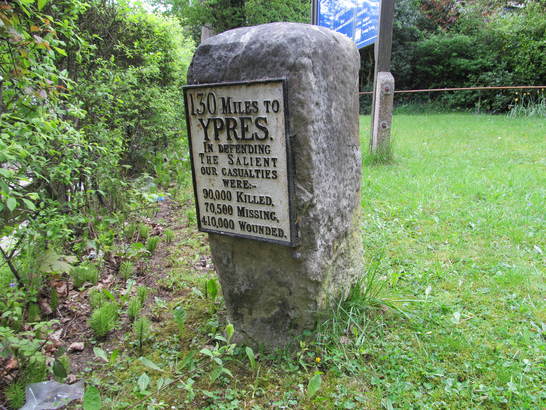 130 MILES TO
YPRES.
IN DEFENDING
THE SALIENT
OUR CASUALTIES
WERE:-
90,000 KILLED.
70,500 MISSING.
410,000 WOUNDED.